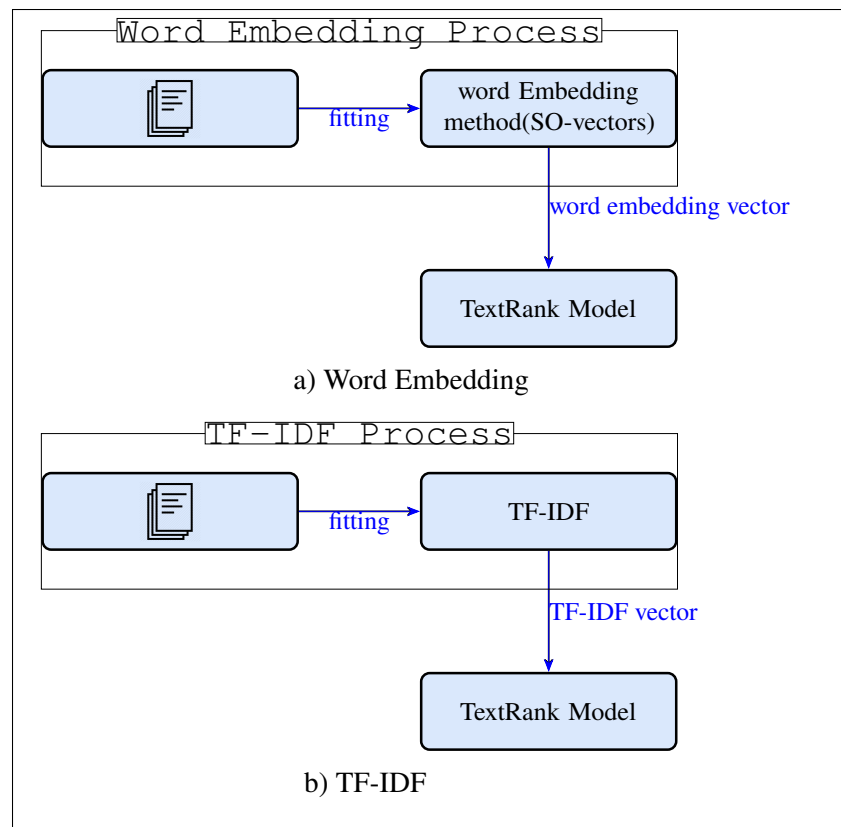 Word Embedding Process
fitting
word Embedding
method(SO-vectors)
word embedding vector
TextRank Model
a) Word Embedding
TF-IDF Process
fitting
TF-IDF
TF-IDF vector
TextRank Model
b) TF-IDF